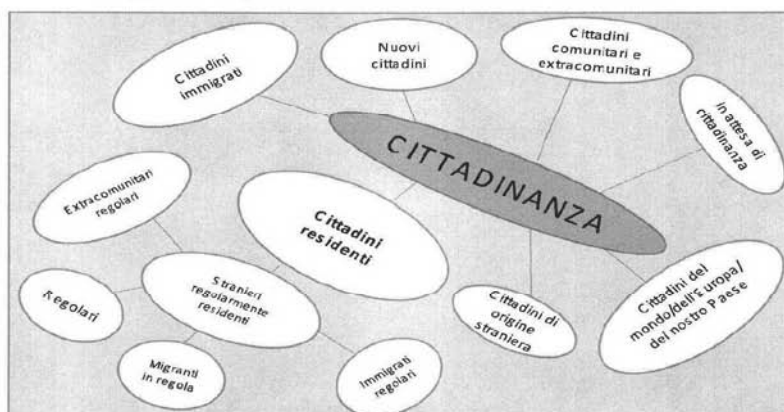 Cittadini
immigrati
Nuovi
cittadini
Cittadini
comunitari e
extracomunitari
in attesa di
cittadinanza
CITTADINANZA
Extracomunitari
regolari
Cittadini
residenti
Stranieri
regolarmente
residenti
Regolari
Migranti
in regola
Immigrati
regolari
Cittadini di
origine
straniera
Cittadini del
mondo/dell'Europa/
del nostro Paese